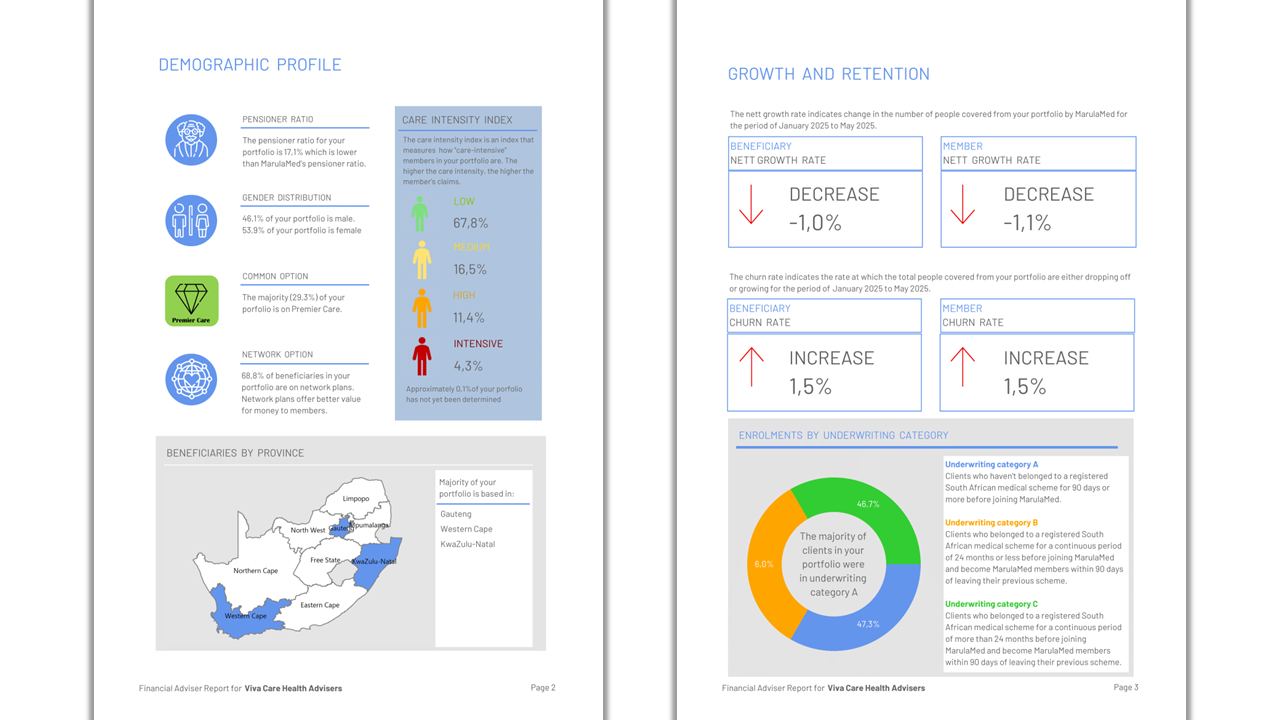 DEMOGRAPHIC PROFILE
PENSIONER RATIO
The pensioner ratio for your
portfolio is 17,1% which is lower
than MarulaMed's pensioner ratio.
GENDER DISTRIBUTION
46,1% of your portfolio is male.
53,9% of your portfolio is female
COMMON OPTION
The majority (29.3%) of your
porfolio is on Premier Care.
Premier Care
NETWORK OPTION
68,8% of beneficiaries in your
portfolio are on network plans.
Network plans offer better value
for money to members.
CARE INTENSITY INDEX
The care intensity index is an index that
measures how "care-intensive"
members in your portfolio are. The
higher the care intensity, the higher the
member's claims.
LOW
67,8%
MEDIUM
16,5%
HIGH
11,4%
INTENSIVE
4,3%
Approximately 0,1%of your porfolio
has not yet been determined
BENEFICIARIES BY PROVINCE
Limpopo
North West
Gauteng
Mpumalanga
Free State
KwaZulu-Natal
Northern Cape
Eastern Cape
Western Cape
Majority of your
portfolio is based in:
Gauteng
Western Cape
KwaZulu-Natal
Financial Adviser Report for Viva Care Health Advisers
Page 2
GROWTH AND RETENTION
The nett growth rate indicates change in the number of people covered from your portfolio by MarulaMed for
the period of January 2025 to May 2025.
BENEFICIARY
NETT GROWTH RATE
DECREASE
-1,0%
MEMBER
NETT GROWTH RATE
DECREASE
-1,1%
The churn rate indicates the rate at which the total people covered from your portfolio are either dropping off
or growing for the period of January 2025 to May 2025.
BENEFICIARY
CHURN RATE
INCREASE
1,5%
MEMBER
CHURN RATE
INCREASE
1,5%
ENROLMENTS BY UNDERWRITING CATEGORY
46,7%
6,0%
47,3%
The majority of
clients in your
portfolio were
in underwriting
category A
Underwriting category A
Clients who haven't belonged to a registered
South African medical scheme for 90 days or
more before joining MarulaMed.
Underwriting category B
Clients who belonged to a registered South
African medical scheme for a continuous period
of 24 months or less before joining MarulaMed
and become MarulaMed members within 90 days
of leaving their previous scheme.
Underwriting category C
Clients who belonged to a registered South
African medical scheme for a continuous period
of more than 24 months before joining
MarulaMed and become MarulaMed members
within 90 days of leaving their previous scheme.
Financial Adviser Report for Viva Care Health Advisers
Page 3